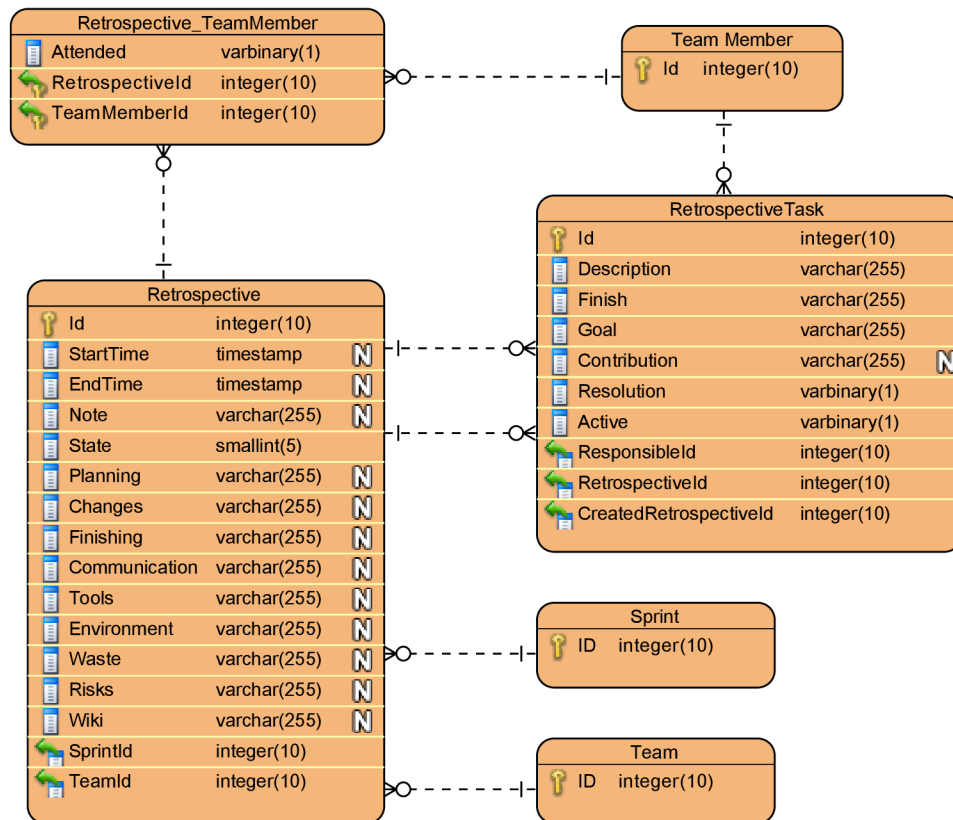 Retrospective_TeamMember
Attended varbinary(1)
RetrospectiveId integer(10)
TeamMemberId integer(10)
Team Member
Id integer(10)
RetrospectiveTask
Id integer(10)
Description varchar(255)
Finish varchar(255)
Goal varchar(255)
Contribution varchar(255) N
Resolution varbinary(1)
Active varbinary(1)
ResponsibleId integer(10)
RetrospectiveId integer(10)
CreatedRetrospectiveId integer(10)
Retrospective
Id integer(10)
StartTime timestamp N
EndTime timestamp N
Note varchar(255) N
State smallint(5)
Planning varchar(255) N
Changes varchar(255) N
Finishing varchar(255) N
Communication varchar(255) N
Tools varchar(255) N
Environment varchar(255) N
Waste varchar(255) N
Risks varchar(255) N
Wiki varchar(255) N
SprintId integer(10)
TeamId integer(10)
Sprint
ID integer(10)
Team
ID integer(10)